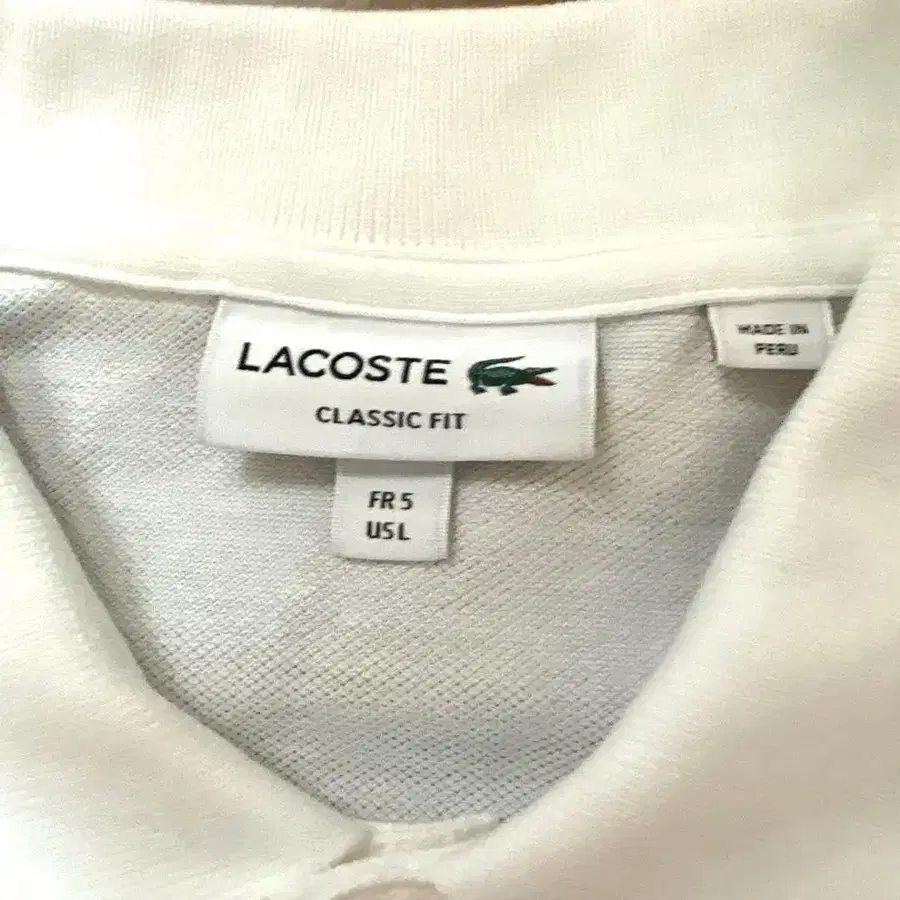 LACOSTE
CLASSIC FIT
FR 5
US L
MADE IN
PERU